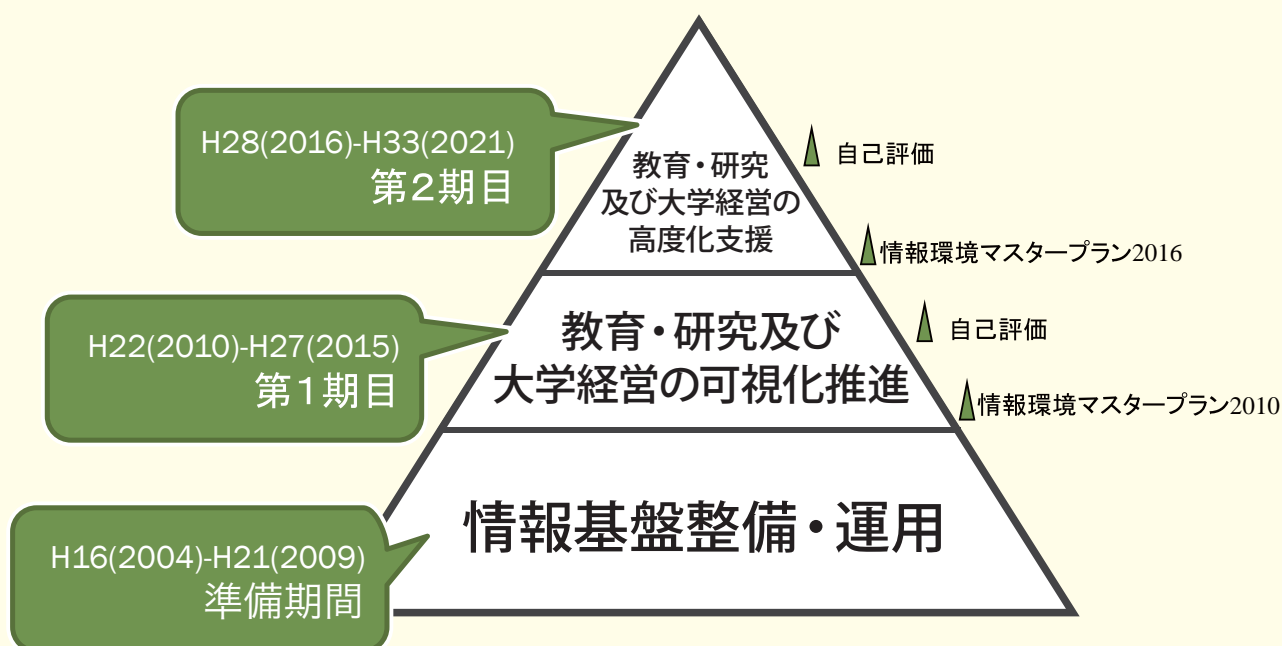 H28(2016)-H33(2021)
第２期目
教育・研究
及び大学経営の
高度化支援
自己評価
情報環境マスタープラン2016
H22(2010)-H27(2015)
第１期目
教育・研究及び
大学経営の可視化推進
自己評価
情報環境マスタープラン2010
H16(2004)-H21(2009)
準備期間
情報基盤整備・運用